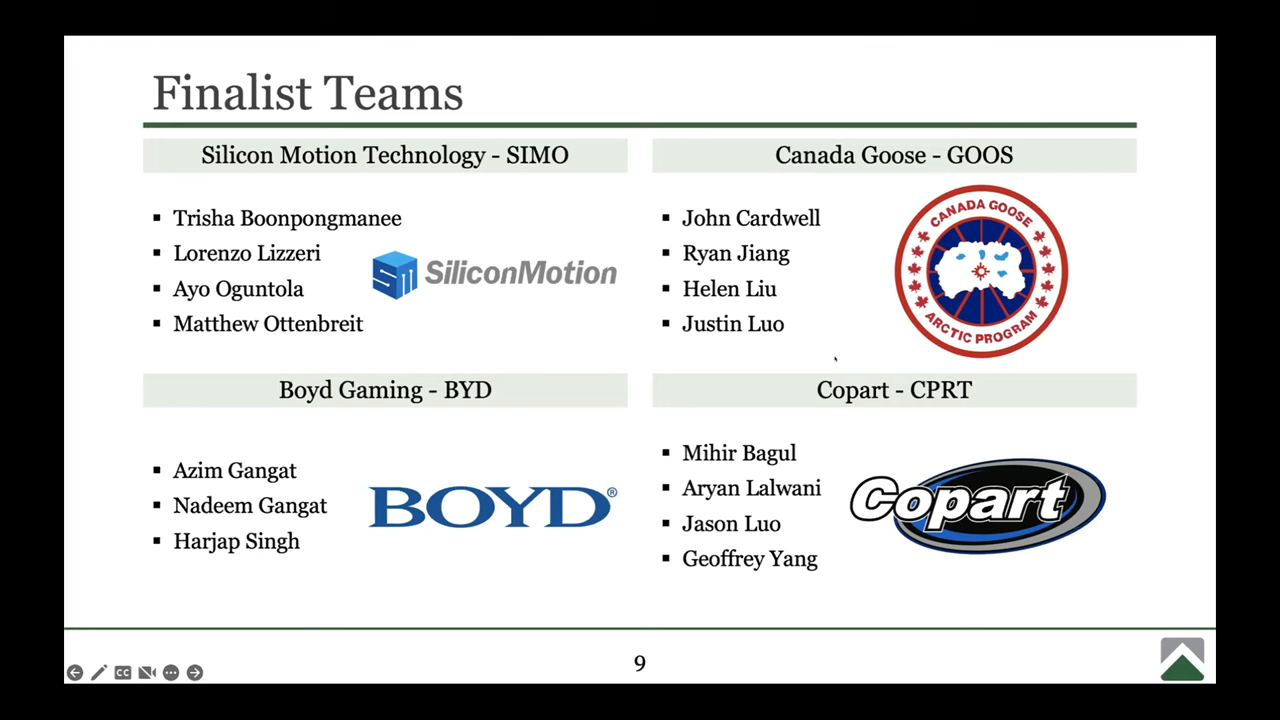 Finalist Teams
Silicon Motion Technology - SIMO
▪ Trisha Boonpongmanee
▪ Lorenzo Lizzeri
▪ Ayo Oguntola
▪ Matthew Ottenbreit
SiliconMotion
Canada Goose - GOOS
▪ John Cardwell
▪ Ryan Jiang
▪ Helen Liu
▪ Justin Luo
CANADA GOOSE
ARCTIC PROGRAM
Boyd Gaming - BYD
▪ Azim Gangat
▪ Nadeem Gangat
▪ Harjap Singh
BOYD®
Copart - CPRT
▪ Mihir Bagul
▪ Aryan Lalwani
▪ Jason Luo
▪ Geoffrey Yang
Copart
CC
9